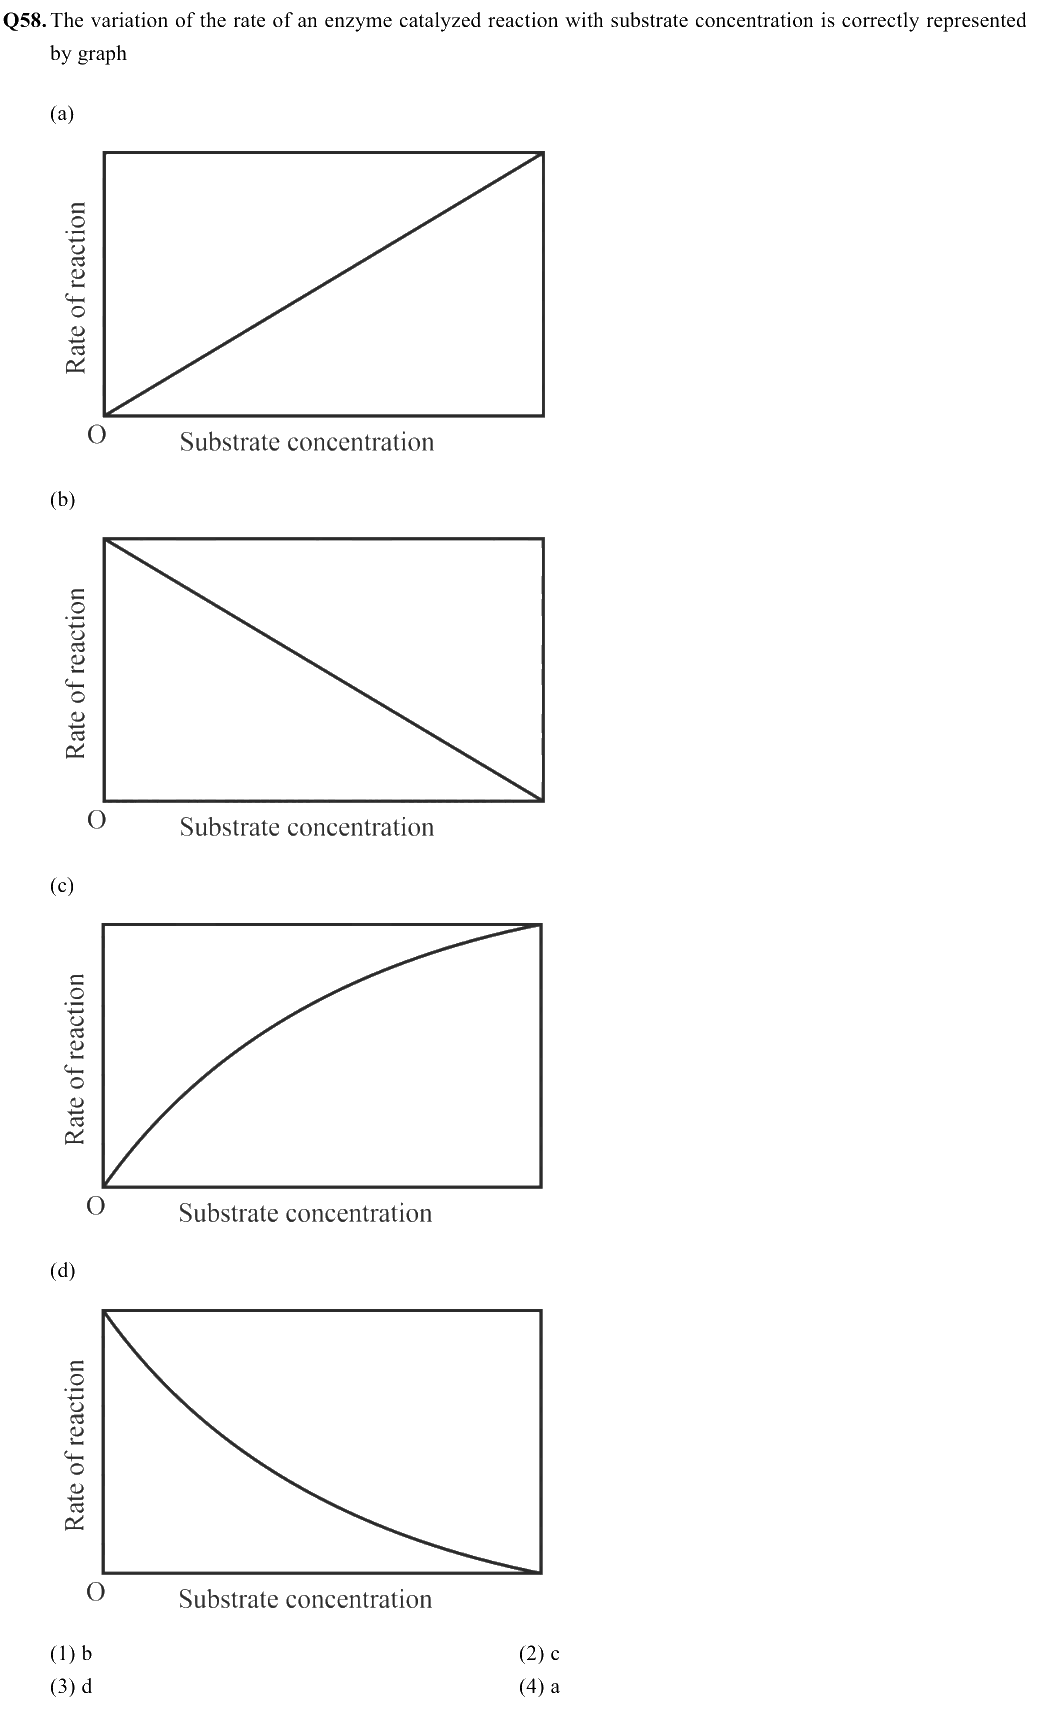 Q58. The variation of the rate of an enzyme catalyzed reaction with substrate concentration is correctly represented
by graph
(a)
Rate of reaction
O
Substrate concentration
(b)
Rate of reaction
O
Substrate concentration
(c)
Rate of reaction
O
Substrate concentration
(d)
Rate of reaction
O
Substrate concentration
(1) b (2) c
(3) d (4) a